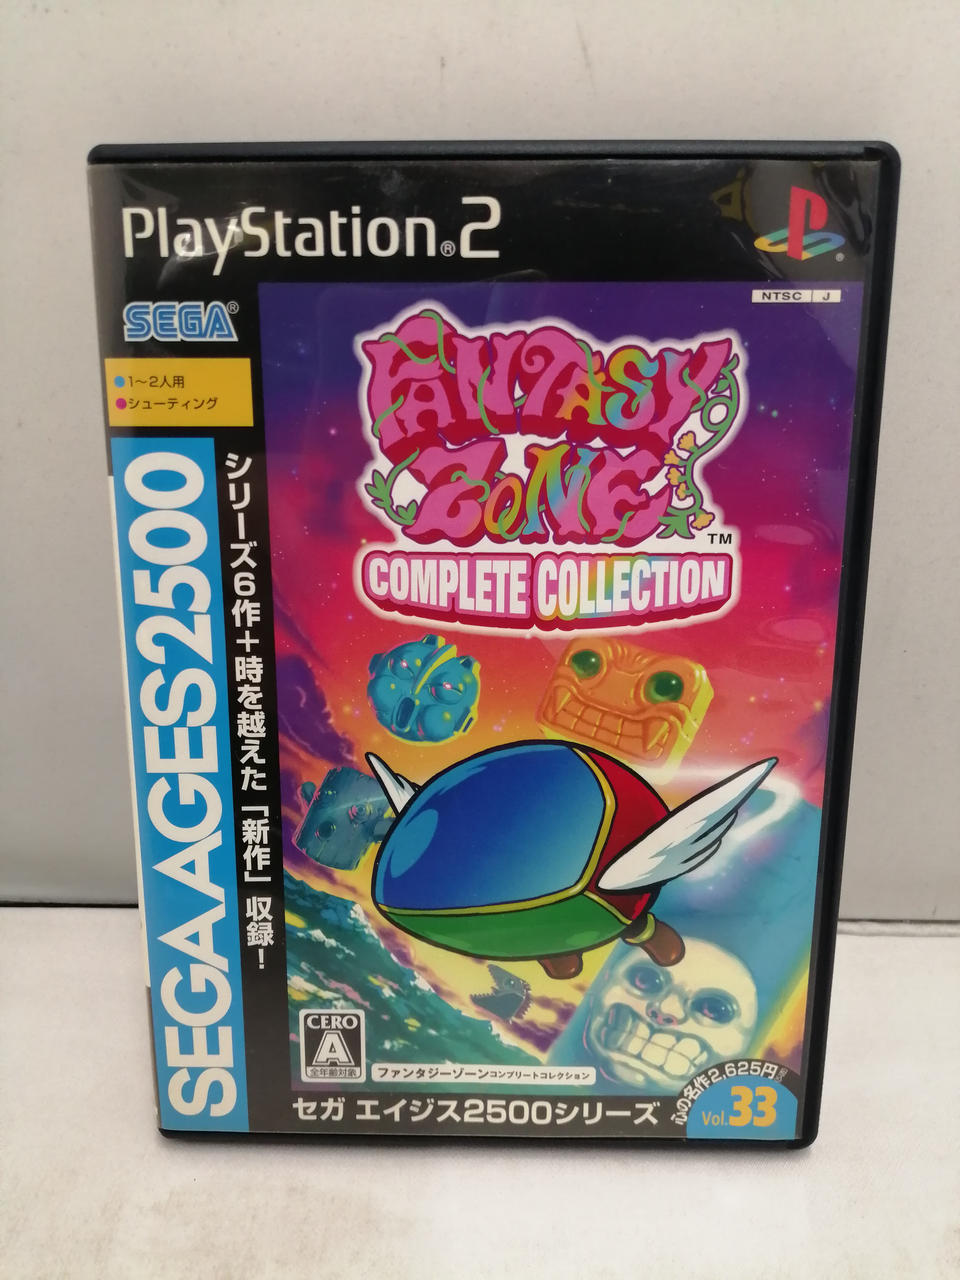 PlayStation®2
®
NTSC J
SEGA®
●1〜2人用
●シューティング
FANTASY
ZONE
TM
COMPLETE COLLECTION
SEGA AGES 2500
シリーズ6作+時を越えた「新作」収録!
CERO
A
全年齢対象
ファンタジーゾーンコンプリートコレクション
セガ エイジス2500シリーズ
心の名作2,625円
Vol.33